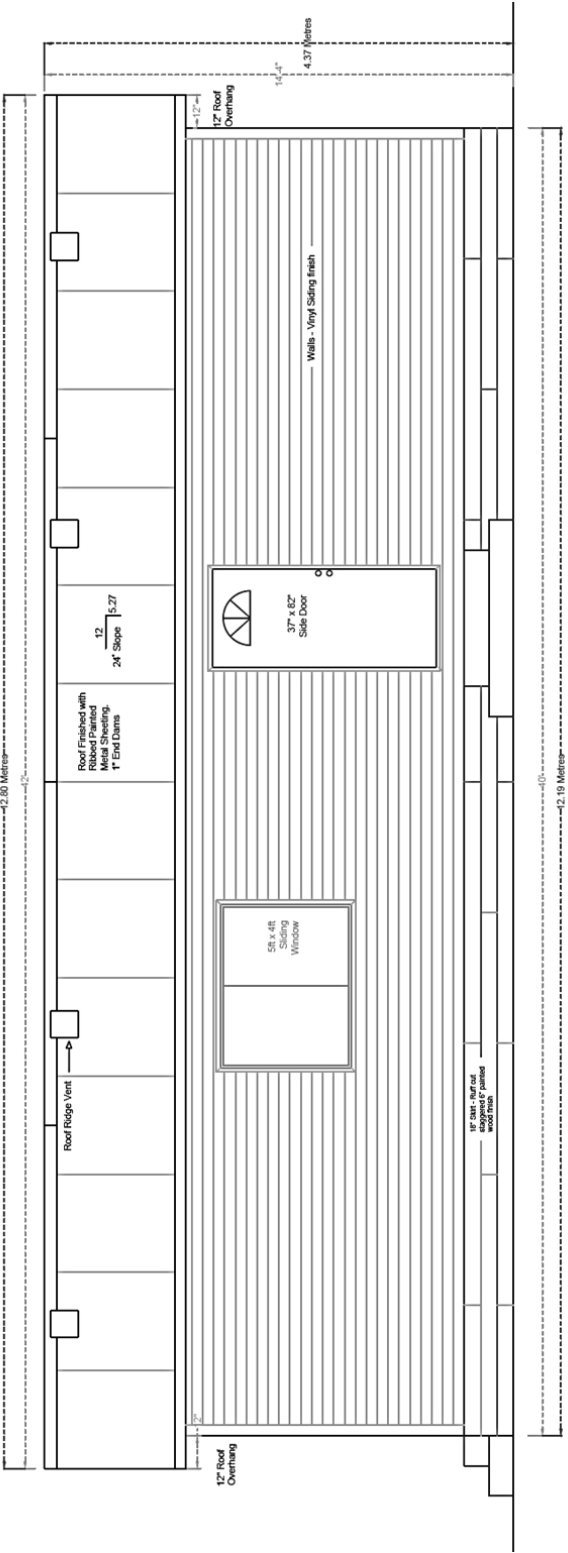 12.80 Metres
42'
Roof Ridge Vent
Roof Finished with
Ribbed Painted
Metal Sheeting.
1" End Dams
12
5.27
24° Slope
12" Roof
Overhang
12"
12" Roof
Overhang
12"
14'-4"
4.37 Metres
5ft x 4ft
Sliding
Window
37" x 82"
Side Door
Walls - Vinyl Siding finish
18" Skirt - Ruff cut
staggered 6" painted
wood finish
40'
12.19 Metres